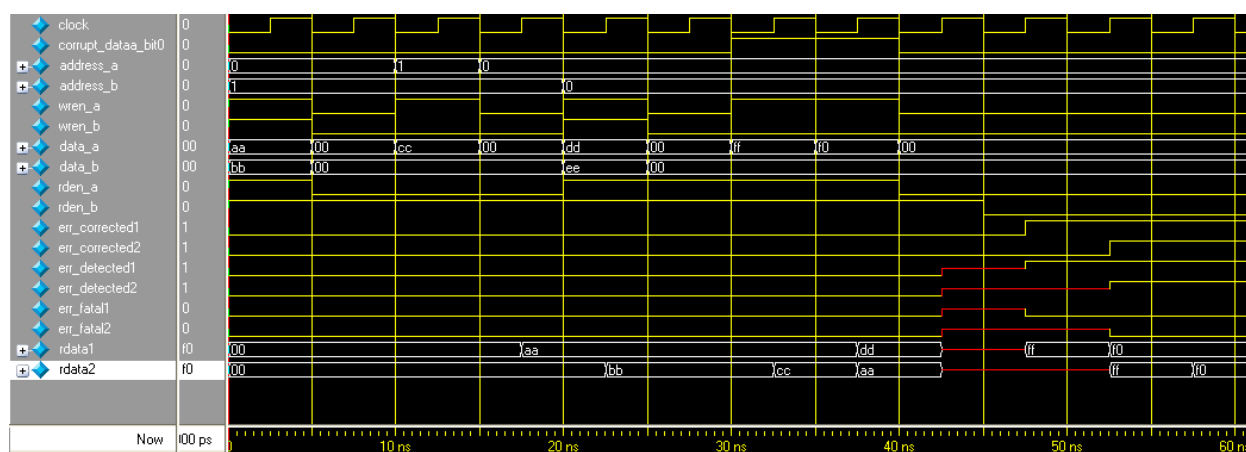 clock 0
corrupt_dataa_bit0 0
address_a 0 0 1 0
address_b 0 1 0
wren_a 0
wren_b 0
data_a 00 aa 00 cc 00 dd 00 ff f0 00
data_b 00 bb 00 ee 00
rden_a 0
rden_b 0
err_corrected1 1
err_corrected2 1
err_detected1 1
err_detected2 1
err_fatal1 0
err_fatal2 0
rdata1 f0 00 aa dd ff f0
rdata2 f0 00 bb cc aa ff f0
Now 00 ps 0 10 ns 20 ns 30 ns 40 ns 50 ns 60 n